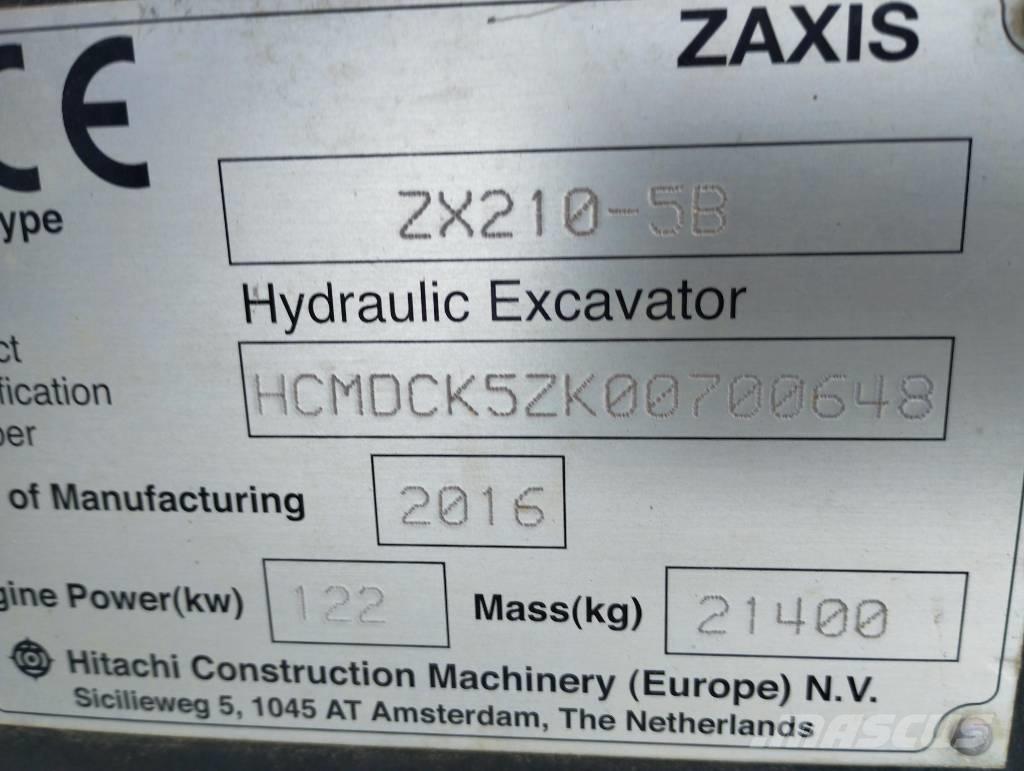 CE
ZAXIS
ype ZX210-5B
Hydraulic Excavator
ct
fication HCMDCK5ZK00700648
ber
of Manufacturing 2016
gine Power(kw) 122 Mass(kg) 21400
Hitachi Construction Machinery (Europe) N.V.
Sicilieweg 5, 1045 AT Amsterdam, The Netherlands
MASCUS